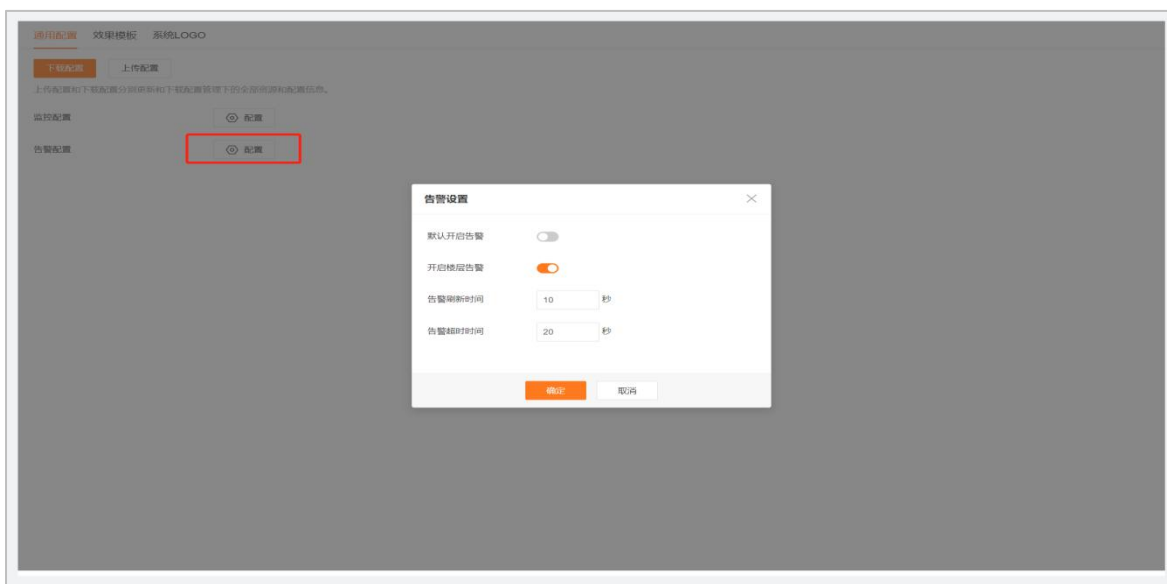 通用配置 效果模板 系统LOGO
下载配置 上传配置
上传配置和下载配置分别更新和下载配置管理下的全部资源和配置信息。
监控配置 配置
告警配置 配置
告警设置
默认开启告警
开启楼层告警
告警刷新时间 10 秒
告警超时时间 20 秒
确定 取消